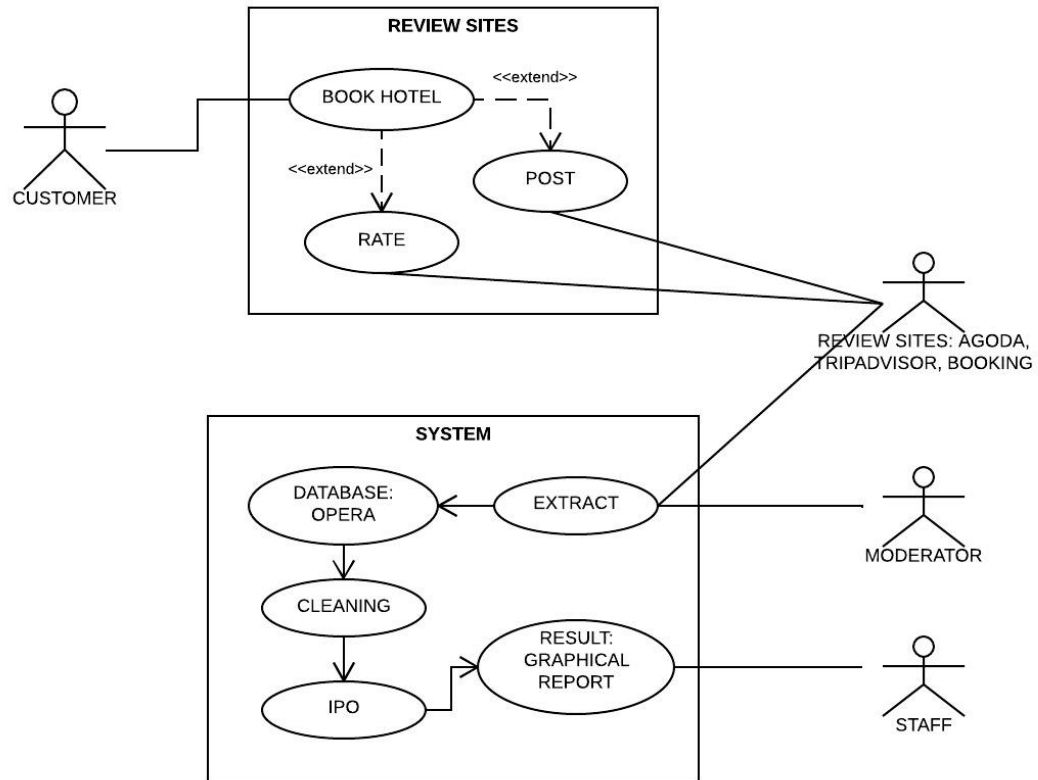 REVIEW SITES
BOOK HOTEL
<<extend>>
<<extend>>
POST
RATE
CUSTOMER
REVIEW SITES: AGODA,
TRIPADVISOR, BOOKING
SYSTEM
DATABASE:
OPERA
EXTRACT
MODERATOR
CLEANING
RESULT:
GRAPHICAL
REPORT
IPO
STAFF